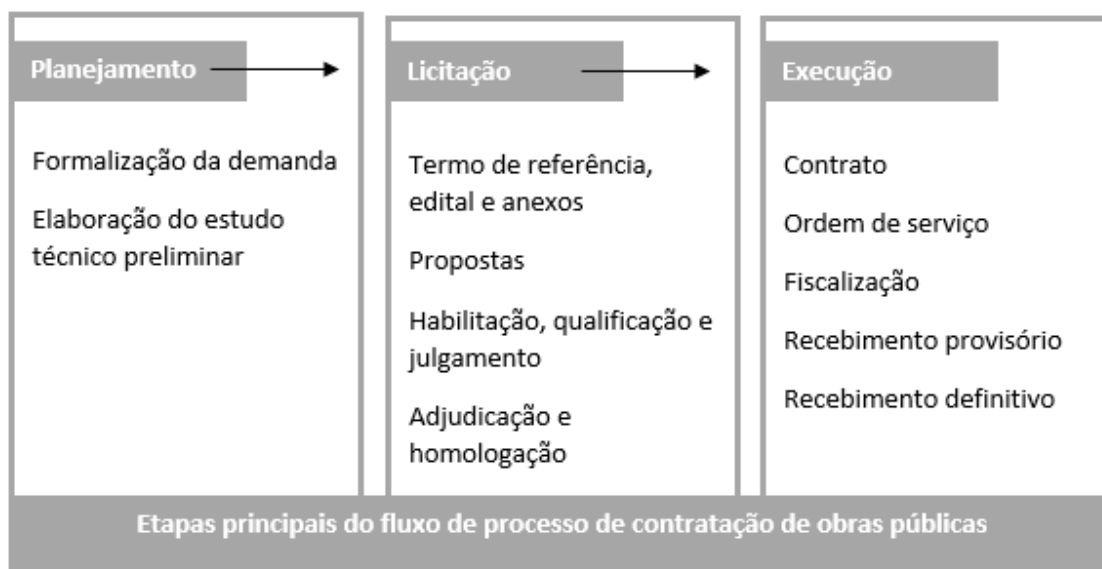 Planejamento
Formalização da demanda
Elaboração do estudo
técnico preliminar
Licitação
Termo de referência,
edital e anexos
Propostas
Habilitação, qualificação e
julgamento
Adjudicação e
homologação
Execução
Contrato
Ordem de serviço
Fiscalização
Recebimento provisório
Recebimento definitivo
Etapas principais do fluxo de processo de contratação de obras públicas